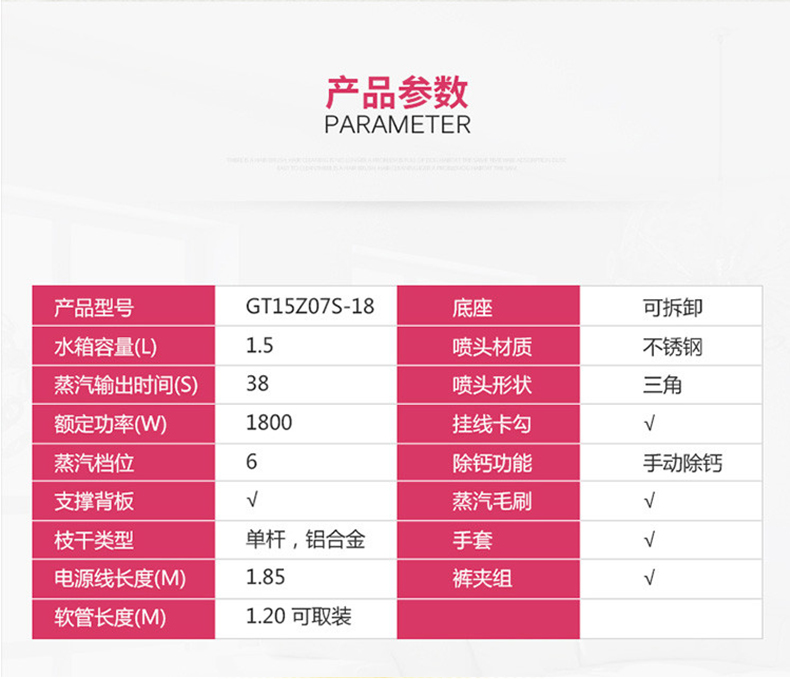 产品参数
PARAMETER
产品型号 GT15Z07S-18 底座 可拆卸
水箱容量(L) 1.5 喷头材质 不锈钢
蒸汽输出时间(S) 38 喷头形状 三角
额定功率(W) 1800 挂线卡勾 √
蒸汽档位 6 除钙功能 手动除钙
支撑背板 √ 蒸汽毛刷 √
枝干类型 单杆，铝合金 手套 √
电源线长度(M) 1.85 裤夹组 √
软管长度(M) 1.20 可取装